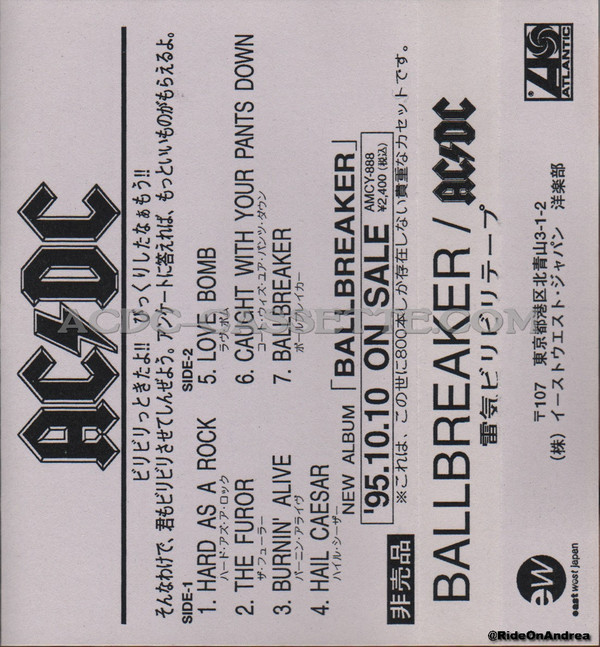 AC/DC
ビリビリっときたよ!! びっくりしたなぁもう!!
そんなわけで、君もビリビリさせてしんぜよう。アンケートに答えれば、もっといいものがもらえるよ。
SIDE-1
1. HARD AS A ROCK
ハード・アズ・ア・ロック
2. THE FUROR
ザ・フューラー
3. BURNIN' ALIVE
バーニン・アライヴ
4. HAIL CAESAR
ヘイル・シーザー
SIDE-2
5. LOVE BOMB
ラヴ・ボム
6. CAUGHT WITH YOUR PANTS DOWN
コート・ウィズ・ユア・パンツ・ダウン
7. BALLBREAKER
ボールブレイカー
NEW ALBUM「BALLBREAKER」
'95.10.10 ON SALE AMCY-888 ¥2,400(税込)
非売品 ※これは、この世に800本しか存在しない貴重なカセットです。
BALLBREAKER / AC/DC
電気ビリビリテープ
ew
east west japan
〒107 東京都港区北青山3-1-2
(株)イーストウエスト・ジャパン 洋楽部
ATLANTIC
®
ACDC-CASSETTE.COM
@RideOnAndrea